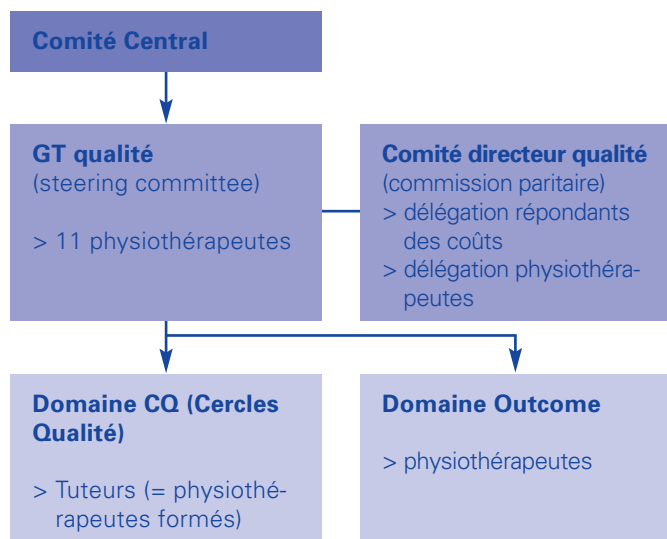 Comité Central
GT qualité
(steering committee)
> 11 physiothérapeutes
Comité directeur qualité
(commission paritaire)
> délégation répondants
des coûts
> délégation physiothéra-
peutes
Domaine CQ (Cercles
Qualité)
> Tuteurs (= physiothé-
rapeutes formés)
Domaine Outcome
> physiothérapeutes